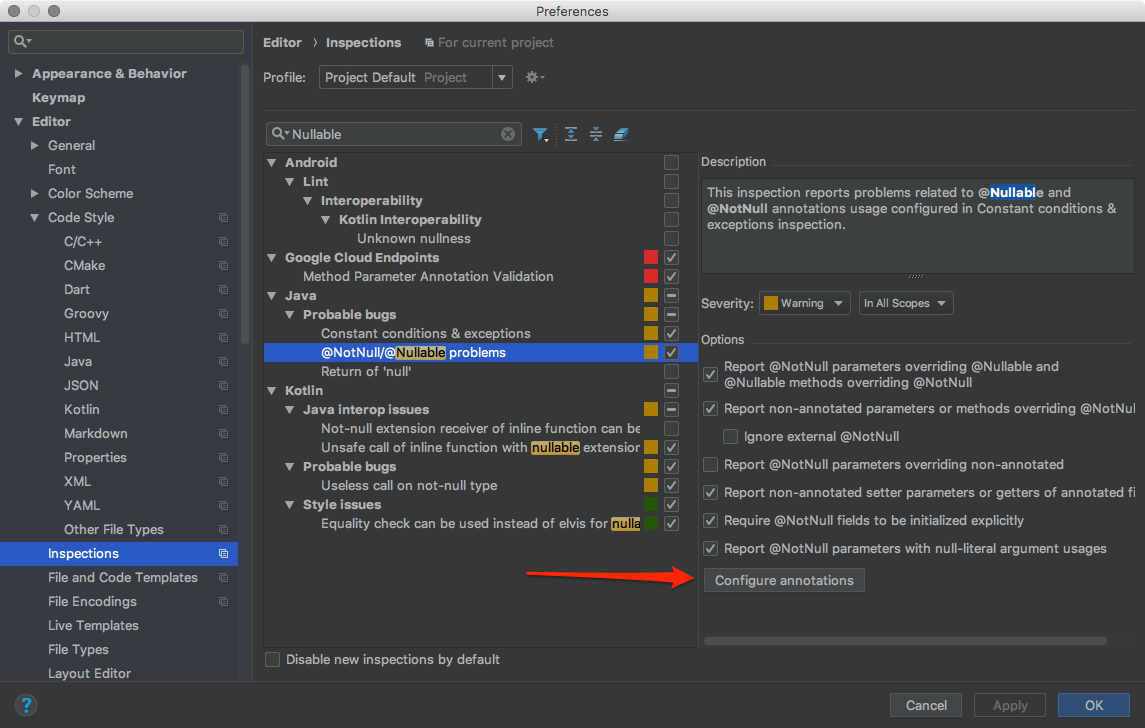 Preferences
Editor › Inspections For current project
Profile: Project Default Project
Appearance & Behavior
Keymap
Editor
General
Font
Color Scheme
Code Style
C/C++
CMake
Dart
Groovy
HTML
Java
JSON
Kotlin
Markdown
Properties
XML
YAML
Other File Types
Inspections
File and Code Templates
File Encodings
Live Templates
File Types
Layout Editor
Nullable
Android
Lint
Interoperability
Kotlin Interoperability
Unknown nullness
Google Cloud Endpoints
Method Parameter Annotation Validation
Java
Probable bugs
Constant conditions & exceptions
@NotNull/@Nullable problems
Return of 'null'
Kotlin
Java interop issues
Not-null extension receiver of inline function can be
Unsafe call of inline function with nullable extension
Probable bugs
Useless call on not-null type
Style issues
Equality check can be used instead of elvis for nulla
Disable new inspections by default
Description
This inspection reports problems related to @Nullable and
@NotNull annotations usage configured in Constant conditions &
exceptions inspection.
Severity: Warning In All Scopes
Options
Report @NotNull parameters overriding @Nullable and
@Nullable methods overriding @NotNull
Report non-annotated parameters or methods overriding @NotNul
Ignore external @NotNull
Report @NotNull parameters overriding non-annotated
Report non-annotated setter parameters or getters of annotated fi
Require @NotNull fields to be initialized explicitly
Report @NotNull parameters with null-literal argument usages
Configure annotations
?
Cancel
Apply
OK